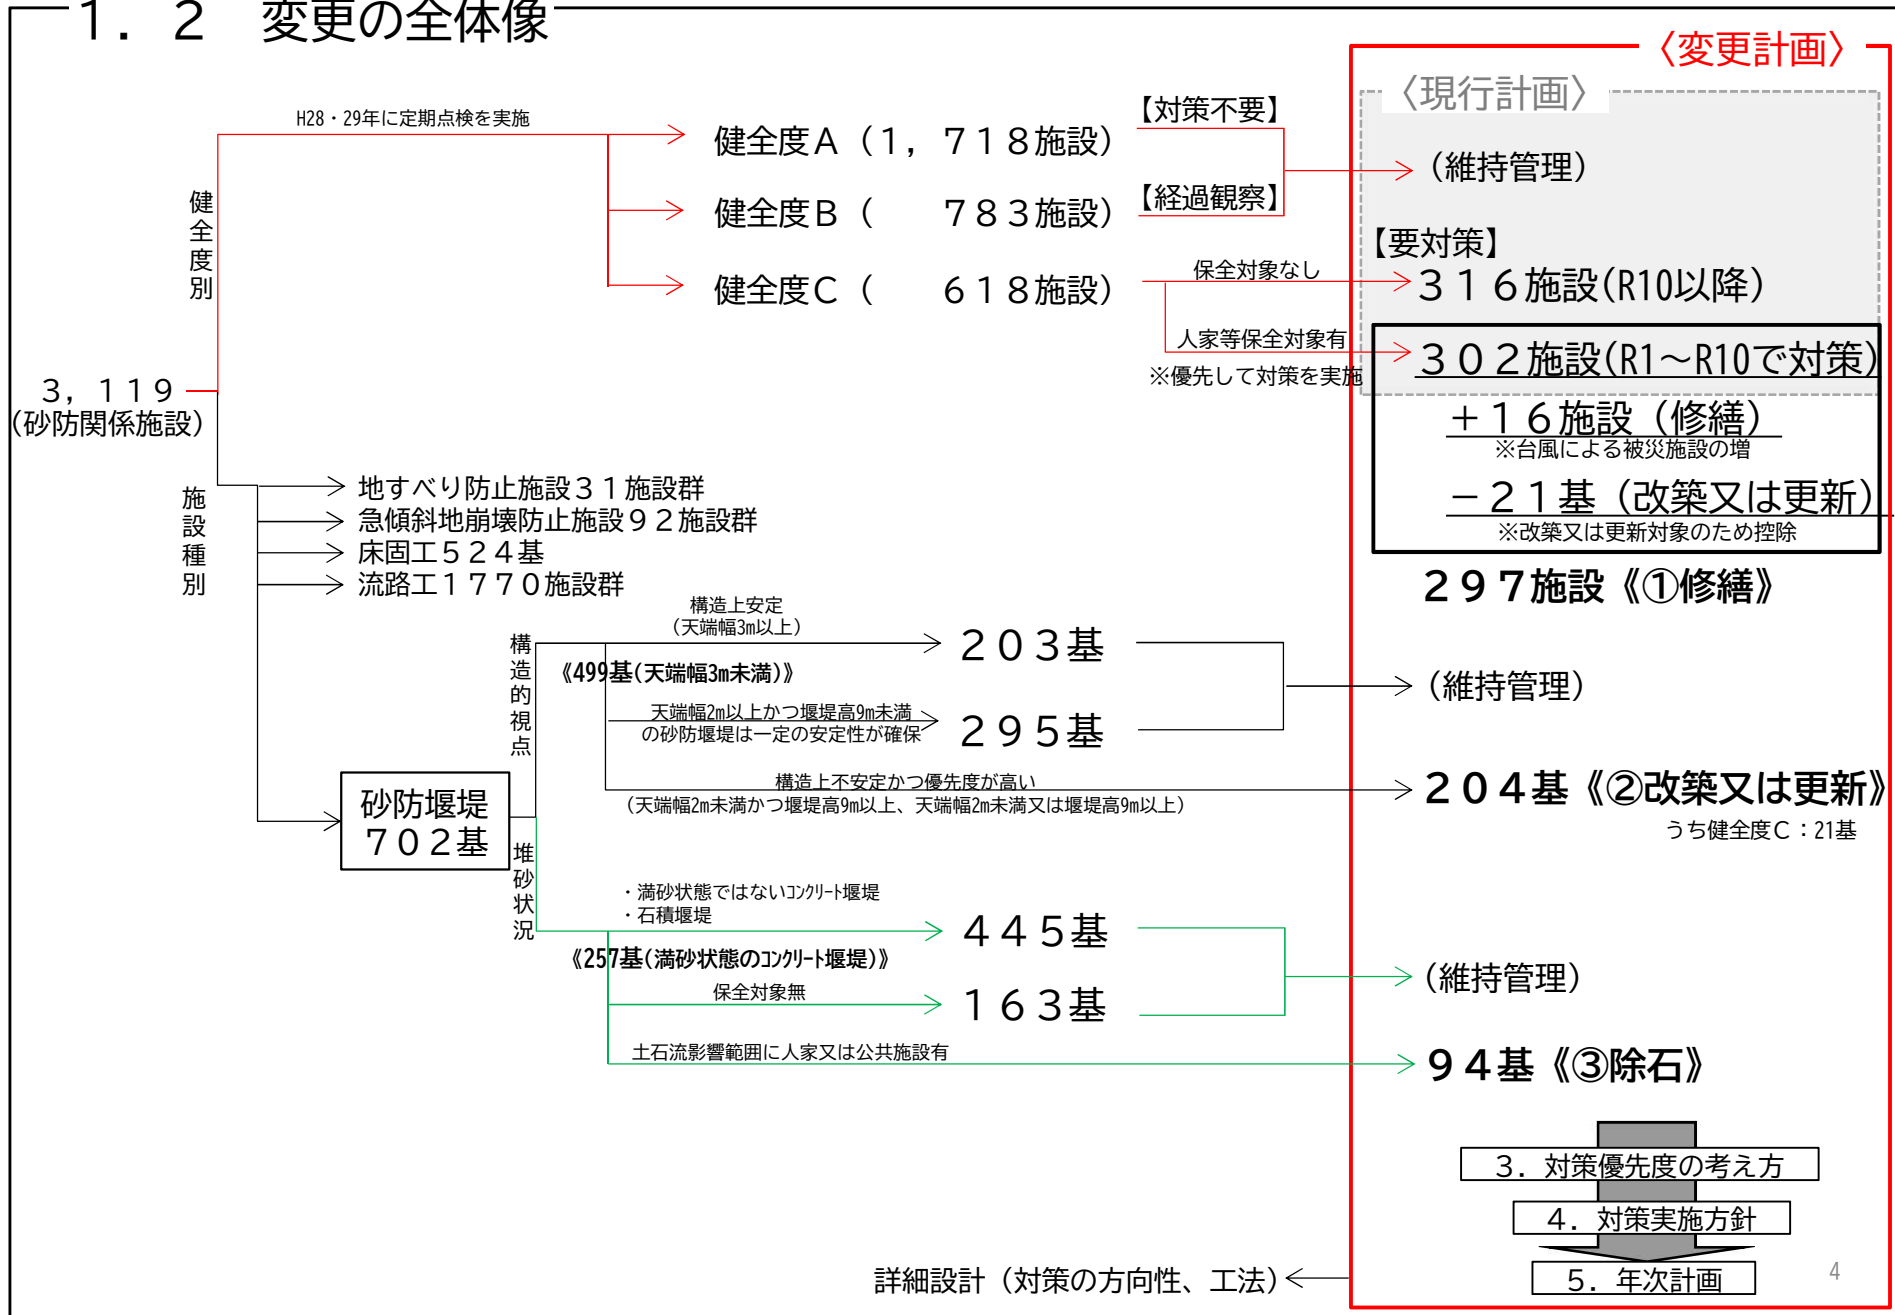 １．２　変更の全体像
〈変更計画〉
〈現行計画〉
H28・29年に定期点検を実施
健全度別
健全度Ａ（１，７１８施設）
【対策不要】
健全度Ｂ（　　７８３施設）
【経過観察】
（維持管理）
【要対策】
健全度Ｃ（　　６１８施設）
保全対象なし
３１６施設(R10以降)
人家等保全対象有
※優先して対策を実施
３０２施設(R1～R10で対策)
＋１６施設（修繕）
※台風による被災施設の増
－２１基（改築又は更新）
※改築又は更新対象のため控除
２９７施設《①修繕》
３，１１９
(砂防関係施設)
施設種別
地すべり防止施設３１施設群
急傾斜地崩壊防止施設９２施設群
床固工５２４基
流路工１７７０施設群
砂防堰堤
７０２基
構造的視点
構造上安定
（天端幅3m以上）
２０３基
《499基(天端幅3m未満)》
天端幅2m以上かつ堰堤高9m未満
の砂防堰堤は一定の安定性が確保
２９５基
（維持管理）
構造上不安定かつ優先度が高い
（天端幅2m未満かつ堰堤高9m以上、天端幅2m未満又は堰堤高9m以上）
２０４基《②改築又は更新》
うち健全度Ｃ：21基
堆砂状況
・満砂状態ではないｺﾝｸﾘｰﾄ堰堤
・石積堰堤
４４５基
《257基(満砂状態のｺﾝｸﾘｰﾄ堰堤)》
保全対象無
１６３基
（維持管理）
土石流影響範囲に人家又は公共施設有
９４基《③除石》
３．対策優先度の考え方
４．対策実施方針
５．年次計画
詳細設計（対策の方向性、工法）
4